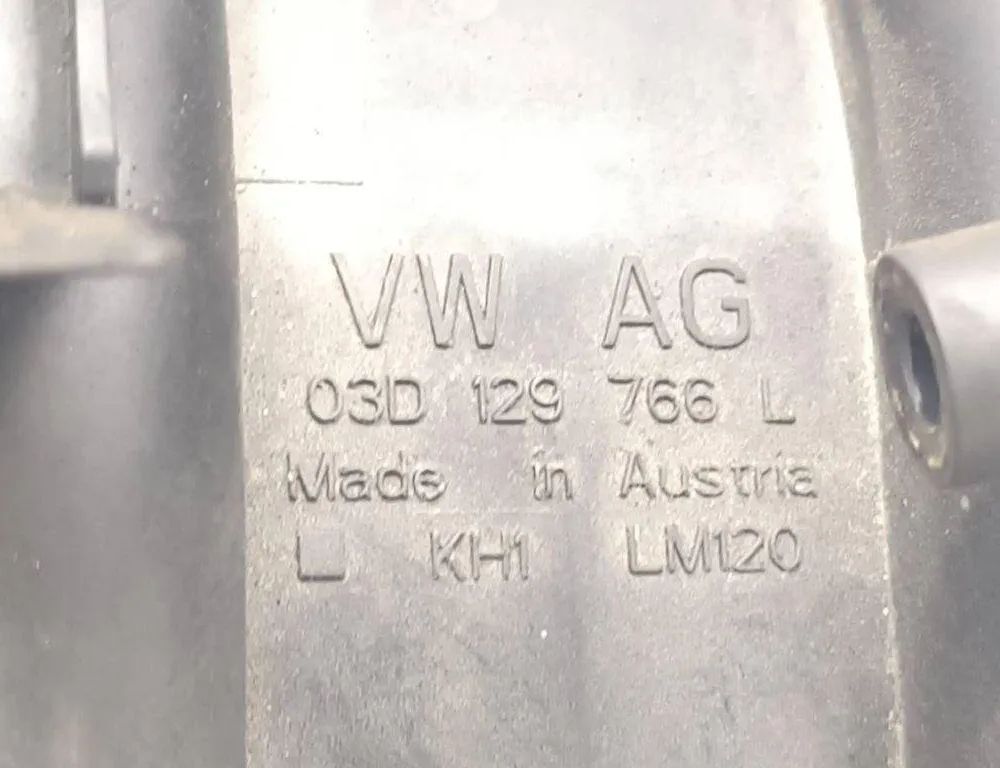 VW AG
03D 129 766 L
Made in Austria
KH1 LM120